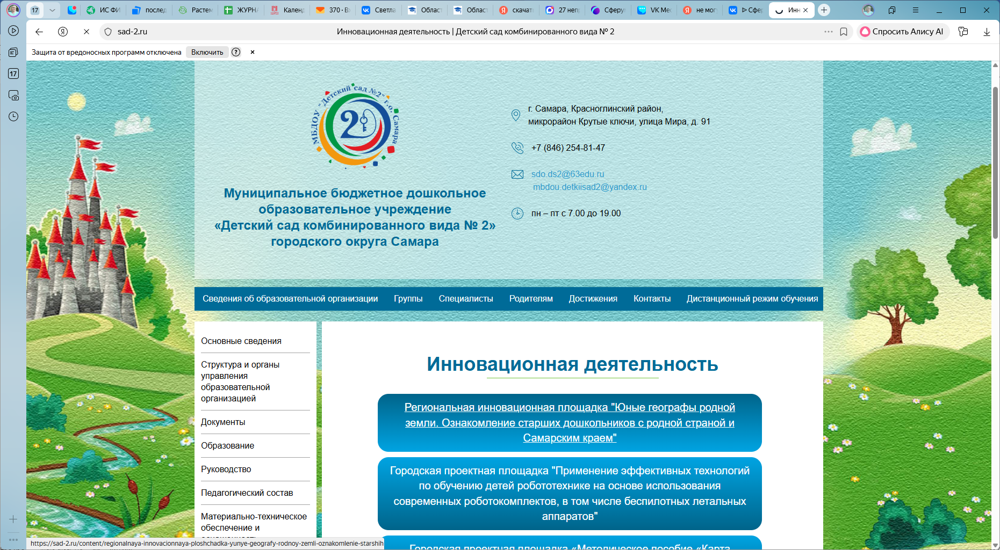 17
ИС ФИ
послед
Растем
ЖУРНА
Календ
370 · Вх
Светла
Област
Област
скачат
27 непр
Сферу
VK Мес
не мог
Сфер
Инн
sad-2.ru
Инновационная деятельность | Детский сад комбинированного вида № 2
Спросить Алису AI
Защита от вредоносных программ отключена
Включить
17
МБДОУ "Детский сад №2" г.о. Самара
2
Муниципальное бюджетное дошкольное
образовательное учреждение
«Детский сад комбинированного вида № 2»
городского округа Самара
г. Самара, Красноглинский район,
микрорайон Крутые ключи, улица Мира, д. 91
+7 (846) 254-81-47
sdo.ds2@63edu.ru
mbdou.detkiisad2@yandex.ru
пн – пт с 7.00 до 19.00
Сведения об образовательной организации
Группы
Специалисты
Родителям
Достижения
Контакты
Дистанционный режим обучения
Основные сведения
Структура и органы
управления
образовательной
организацией
Документы
Образование
Руководство
Педагогический состав
Материально-техническое
обеспечение и
Инновационная деятельность
Региональная инновационная площадка "Юные географы родной
земли. Ознакомление старших дошкольников с родной страной и
Самарским краем"
Городская проектная площадка "Применение эффективных технологий
по обучению детей робототехнике на основе использования
современных роботокомплектов, в том числе беспилотных летальных
аппаратов"
Городская проектная площадка «Методическое пособие «Карта
https://sad-2.ru/content/regionalnaya-innovacionnaya-ploshchadka-yunye-geografy-rodnoy-zemli-oznakomlenie-starshih